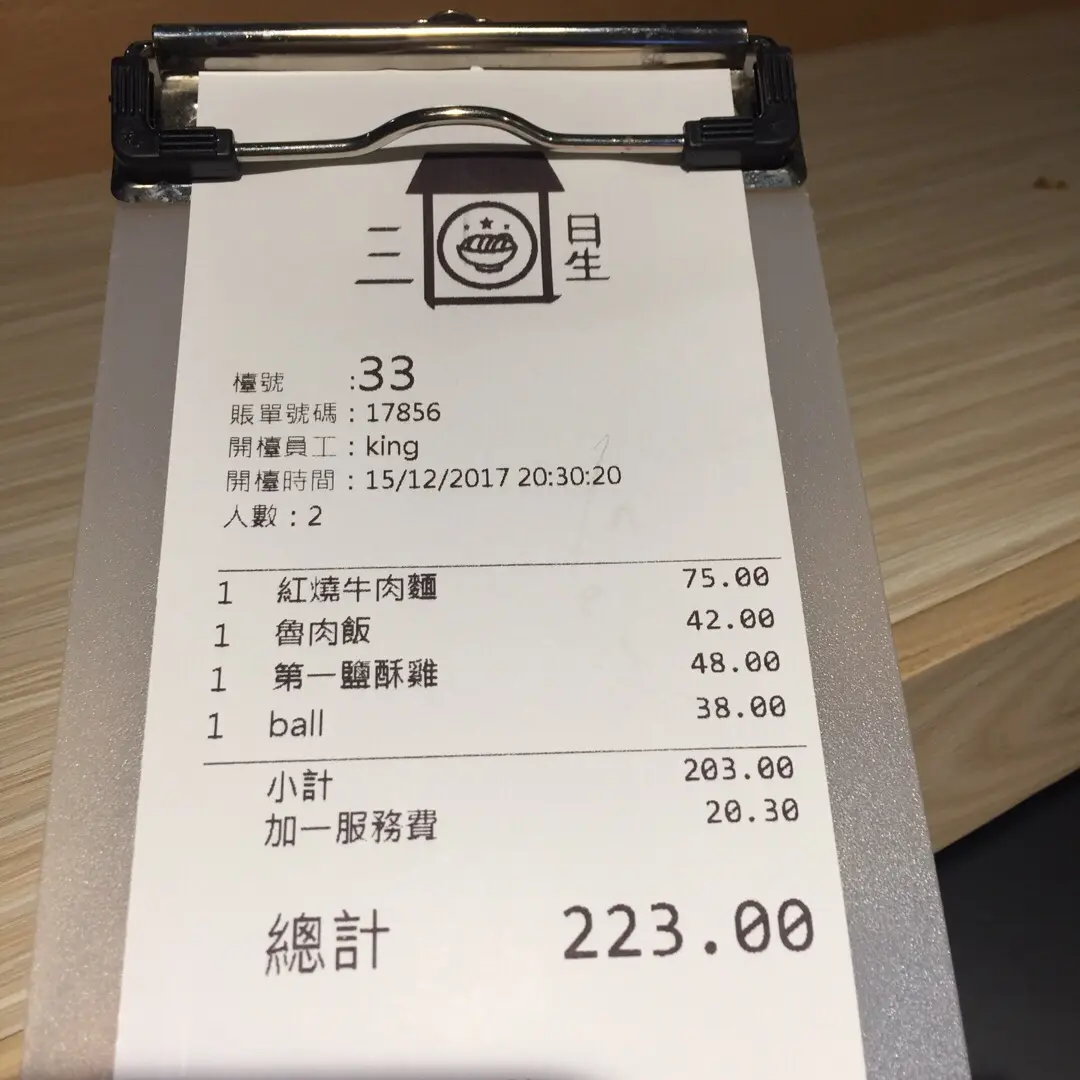 三 日生
檯號 :33
賬單號碼 : 17856
開檯員工 : king
開檯時間 : 15/12/2017 20:30:20
人數 : 2
1 紅燒牛肉麵 75.00
1 魯肉飯 42.00
1 第一鹽酥雞 48.00
1 ball 38.00
小計 203.00
加一服務費 20.30
總計 223.00